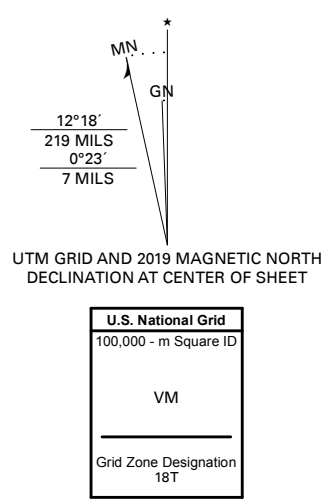 ★
MN
GN
12°18´
219 MILS
0°23´
7 MILS
UTM GRID AND 2019 MAGNETIC NORTH
DECLINATION AT CENTER OF SHEET
U.S. National Grid
100,000 - m Square ID
VM
Grid Zone Designation
18T